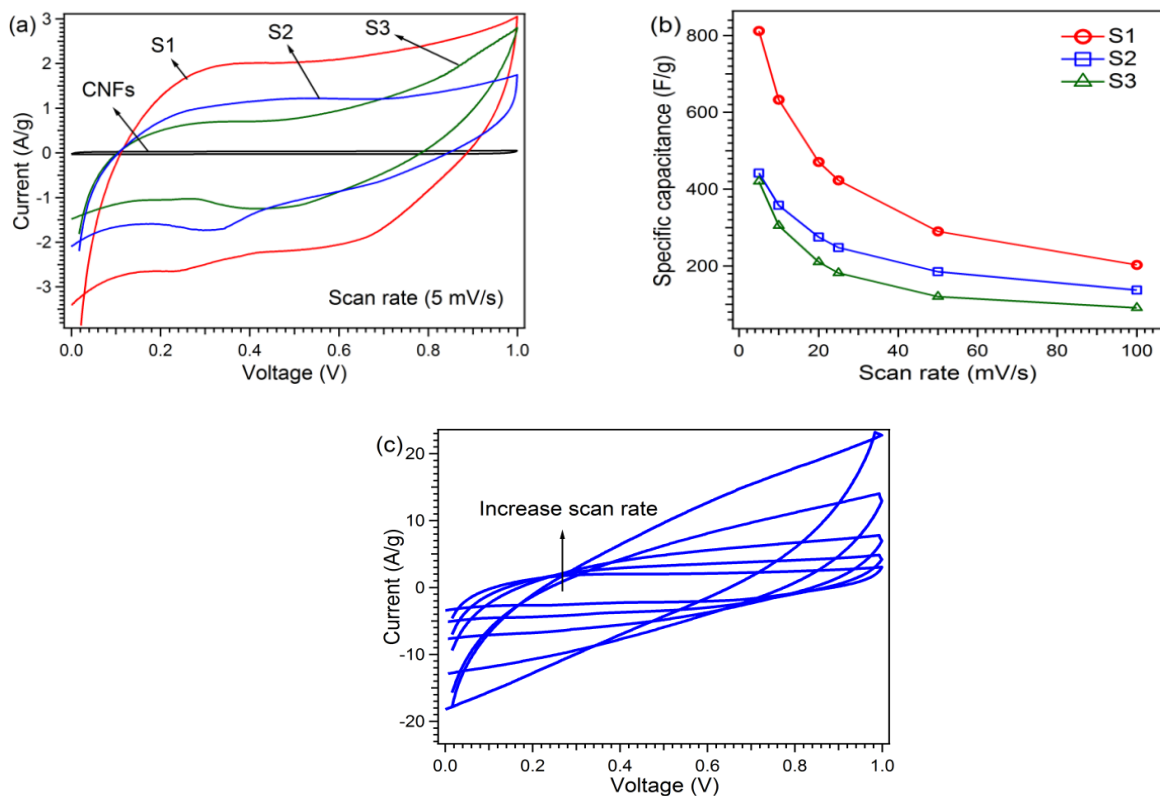 (a)
3
2
1
0
-1
-2
-3
Current (A/g)
S1
S2
S3
CNFs
Scan rate (5 mV/s)
0.0 0.2 0.4 0.6 0.8 1.0
Voltage (V)
(b)
800
600
400
200
Specific capacitance (F/g)
S1
S2
S3
0 20 40 60 80 100
Scan rate (mV/s)
(c)
20
10
0
-10
-20
Current (A/g)
Increase scan rate
0.0 0.2 0.4 0.6 0.8 1.0
Voltage (V)